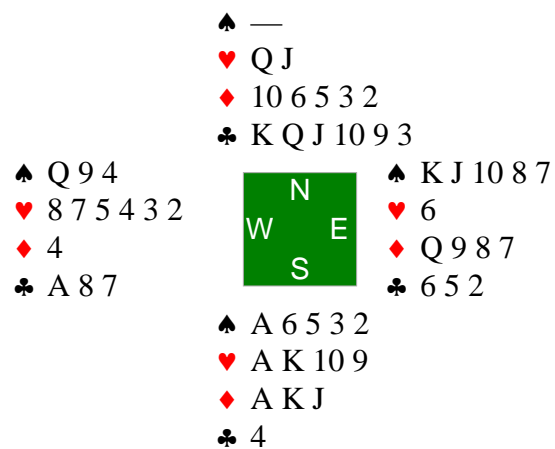 ♠ —
♥ Q J
♦ 10 6 5 3 2
♣ K Q J 10 9 3
♠ Q 9 4
♥ 8 7 5 4 3 2
♦ 4
♣ A 8 7
N
W E
S
♠ K J 10 8 7
♥ 6
♦ Q 9 8 7
♣ 6 5 2
♠ A 6 5 3 2
♥ A K 10 9
♦ A K J
♣ 4